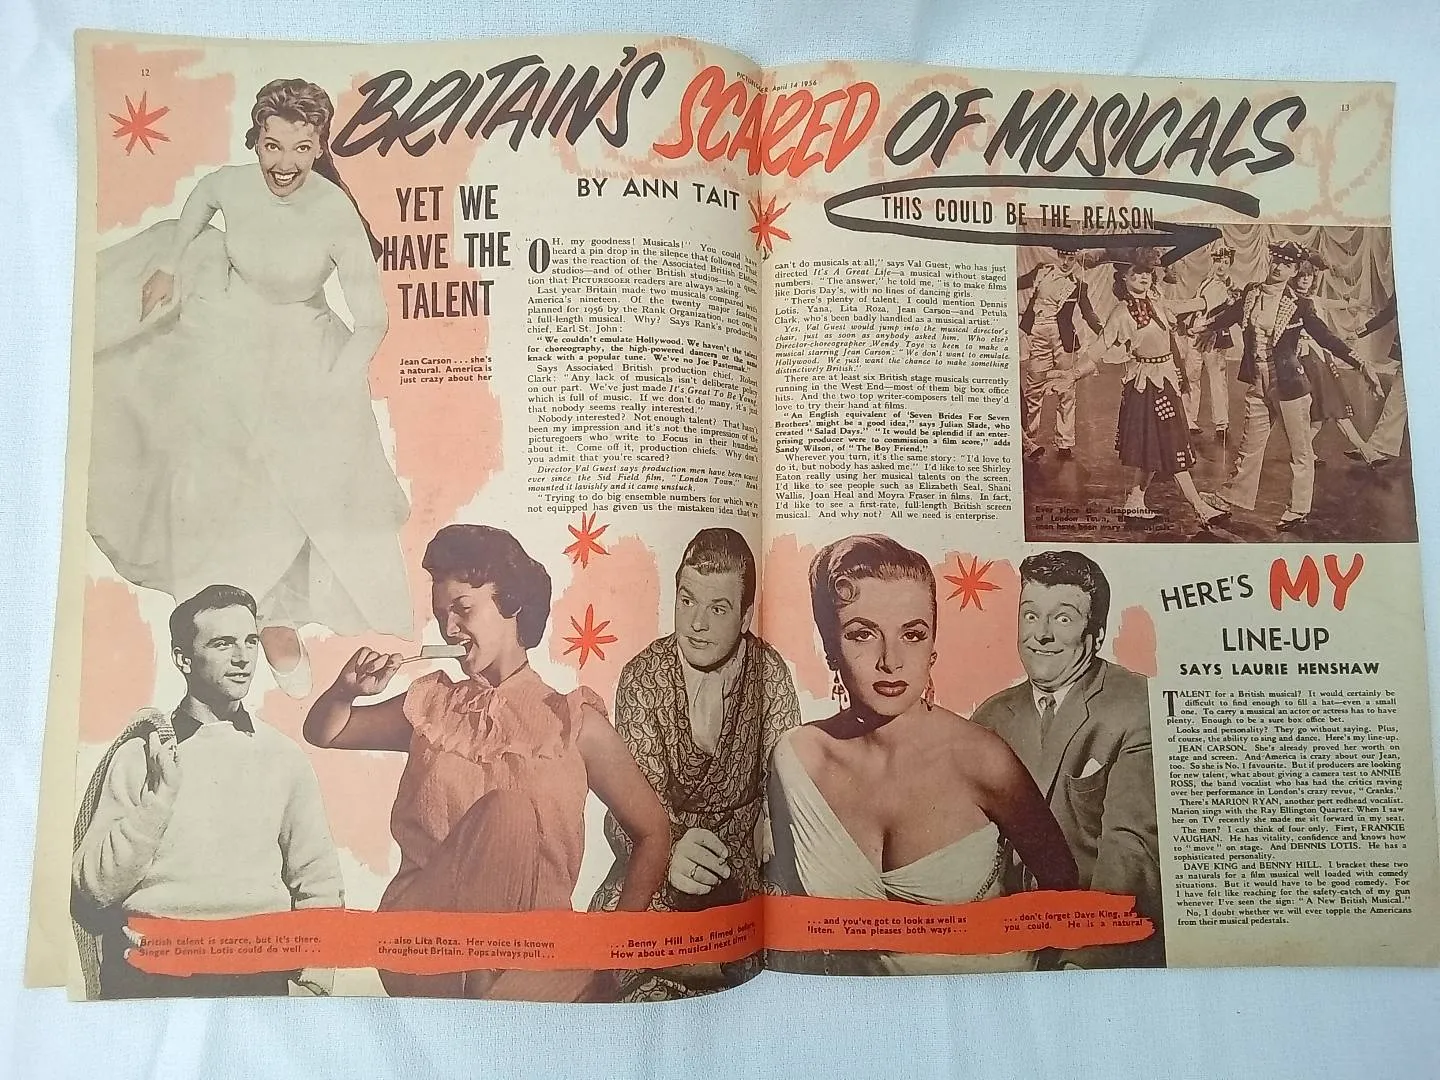 12
PICTUREGOER April 14 1956
13
BRITAIN'S SCARED OF MUSICALS
YET WE
HAVE THE
TALENT
BY ANN TAIT
THIS COULD BE THE REASON
Jean Carson ... she's
a natural. America is
just crazy about her
"OH, my goodness! Musicals!" You could have
heard a pin drop in the silence that followed. That
was the reaction of the Associated British Elstree
studios—and of other British studios—to a ques-
tion that PICTUREGOER readers are always asking.
Last year Britain made two musicals compared with
America's nineteen. Of the twenty major features
planned for 1956 by the Rank Organization, not one is
a full-length musical. Why? Says Rank's production
chief, Earl St. John:
"We couldn't emulate Hollywood. We haven't the talent
for choreography, the high-powered dancers or the same
knack with a popular tune. We've no Joe Pasternak."
Says Associated British production chief, Robert
Clark: "Any lack of musicals isn't deliberate policy
on our part. We've just made It's Great To Be Young
which is full of music. If we don't do many, it's just
that nobody seems really interested."
Nobody interested? Not enough talent? That hasn't
been my impression and it's not the impression of the
picturegoers who write to Focus in their hundreds
about it. Come off it, production chiefs. Why don't
you admit that you're scared?
Director Val Guest says production men have been scared
ever since the Sid Field film, "London Town." Rank
mounted it lavishly and it came unstuck.
"Trying to do big ensemble numbers for which we're
not equipped has given us the mistaken idea that we
can't do musicals at all," says Val Guest, who has just
directed It's A Great Life—a musical without staged
numbers. "The answer," he told me, "is to make films
like Doris Day's, with no lines of dancing girls.
"There's plenty of talent. I could mention Dennis
Lotis, Yana, Lita Roza, Jean Carson—and Petula
Clark, who's been badly handled as a musical artist."
Yes, Val Guest would jump into the musical director's
chair, just as soon as anybody asked him. Who else?
Director-choreographer Wendy Toye is keen to make a
musical starring Jean Carson: "We don't want to emulate
Hollywood. We just want the chance to make something
distinctively British."
There are at least six British stage musicals currently
running in the West End—most of them big box office
hits. And the two top writer-composers tell me they'd
love to try their hand at films.
"An English equivalent of 'Seven Brides For Seven
Brothers' might be a good idea," says Julian Slade, who
created "Salad Days." "It would be splendid if an enter-
prising producer were to commission a film score," adds
Sandy Wilson, of "The Boy Friend."
Wherever you turn, it's the same story: "I'd love to
do it, but nobody has asked me." I'd like to see Shirley
Eaton really using her musical talents on the screen.
I'd like to see people such as Elizabeth Seal, Shani
Wallis, Joan Heal and Moyra Fraser in films. In fact,
I'd like to see a first-rate, full-length British screen
musical. And why not? All we need is enterprise.
Ever since the disappointment
of London Town,
men have been wary of musicals
HERE'S MY
LINE-UP
SAYS LAURIE HENSHAW
TALENT for a British musical? It would certainly be
difficult to find enough to fill a hat—even a small
one. To carry a musical an actor or actress has to have
plenty. Enough to be a sure box office bet.
Looks and personality? They go without saying. Plus,
of course, the ability to sing and dance. Here's my line-up.
JEAN CARSON. She's already proved her worth on
stage and screen. And America is crazy about our Jean,
too. So she is No. 1 favourite. But if producers are looking
for new talent, what about giving a camera test to ANNIE
ROSS, the band vocalist who has had the critics raving
over her performance in London's crazy revue, "Cranks."
There's MARION RYAN, another pert redhead vocalist.
Marion sings with the Ray Ellington Quartet. When I saw
her on TV recently she made me sit forward in my seat.
The men? I can think of four only. First, FRANKIE
VAUGHAN. He has vitality, confidence and knows how
to "move" on stage. And DENNIS LOTIS. He has a
sophisticated personality.
DAVE KING and BENNY HILL. I bracket these two
as naturals for a film musical well loaded with comedy
situations. But it would have to be good comedy. For
I have felt like reaching for the safety-catch of my gun
whenever I've seen the sign: "A New British Musical."
No, I doubt whether we will ever topple the Americans
from their musical pedestals.
British talent is scarce, but it's there.
Singer Dennis Lotis could do well ...
... also Lita Roza. Her voice is known
throughout Britain. Pops always pull ...
... Benny Hill has filmed before.
How about a musical next time
... and you've got to look as well as
listen. Yana pleases both ways ...
... don't forget Dave King, as
you could. He is a natural